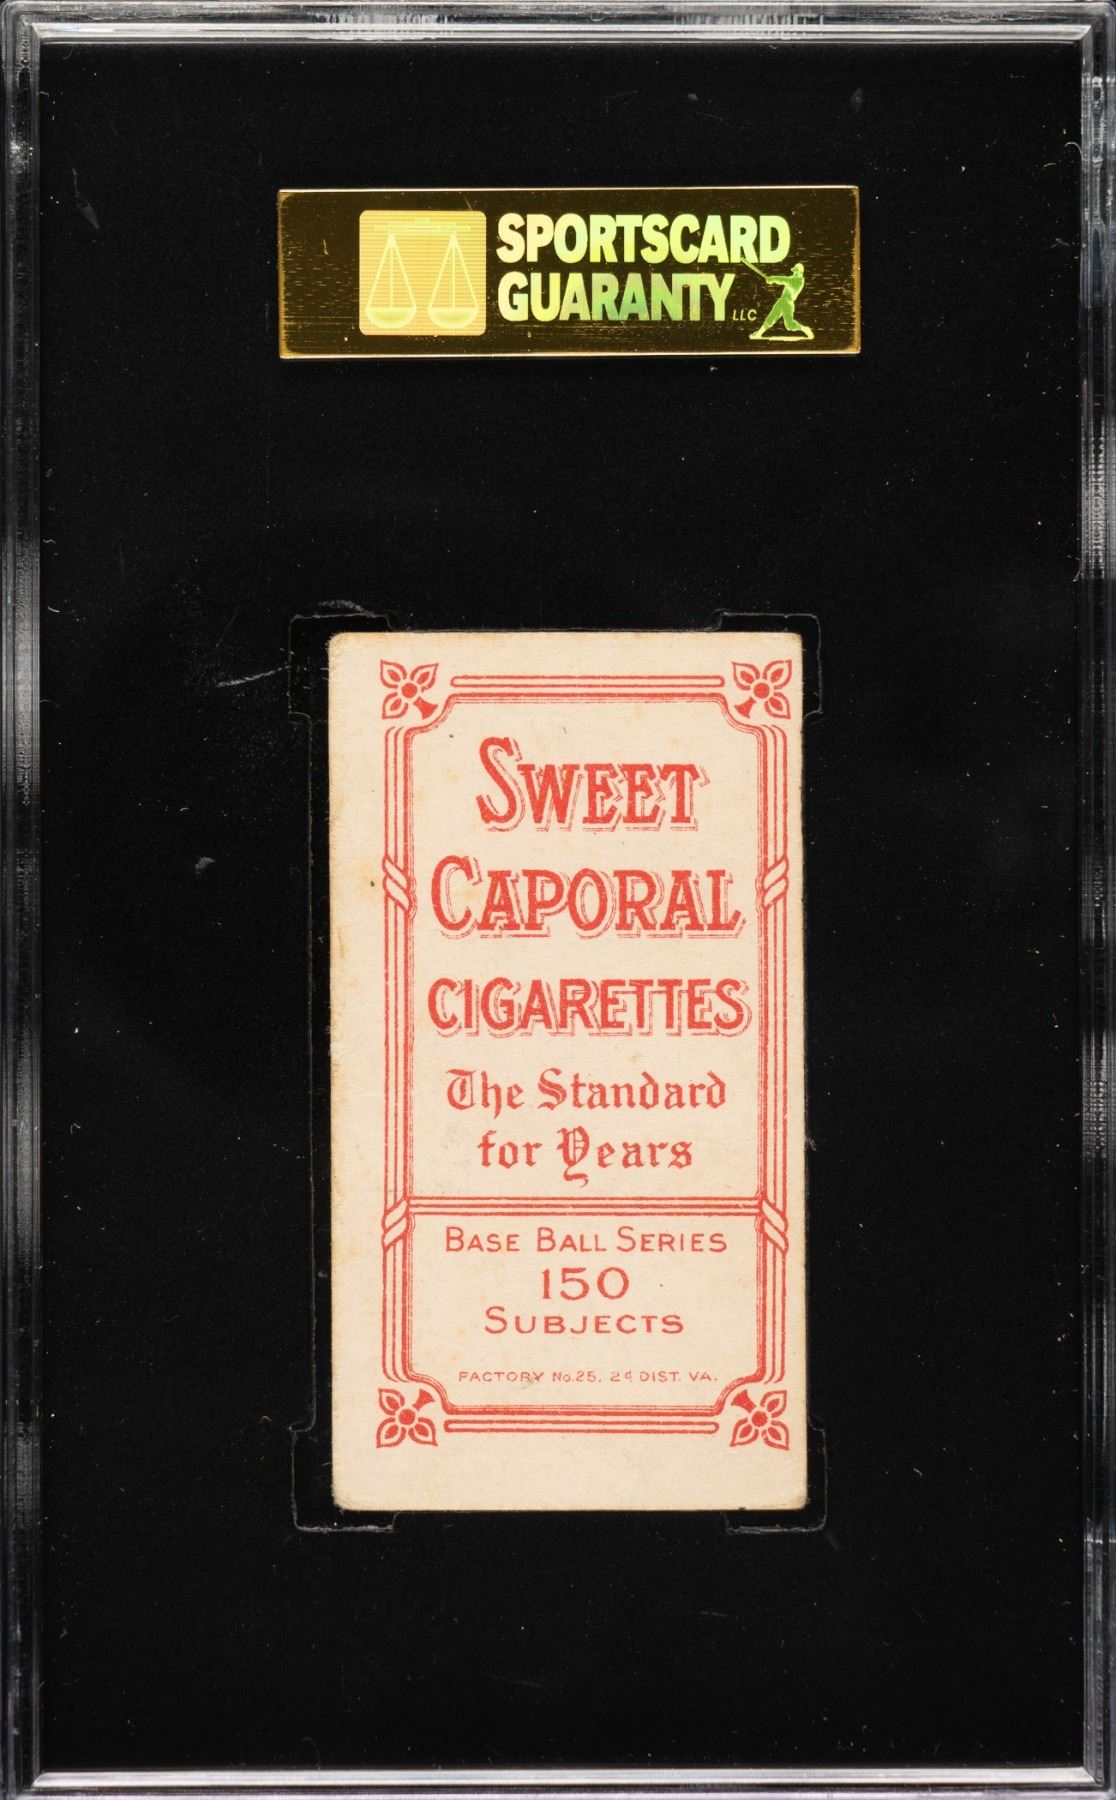 SPORTSCARD
GUARANTY LLC
SWEET
CAPORAL
CIGARETTES
The Standard
for Years
BASE BALL SERIES
150
SUBJECTS
FACTORY No. 25, 2d DIST. VA.